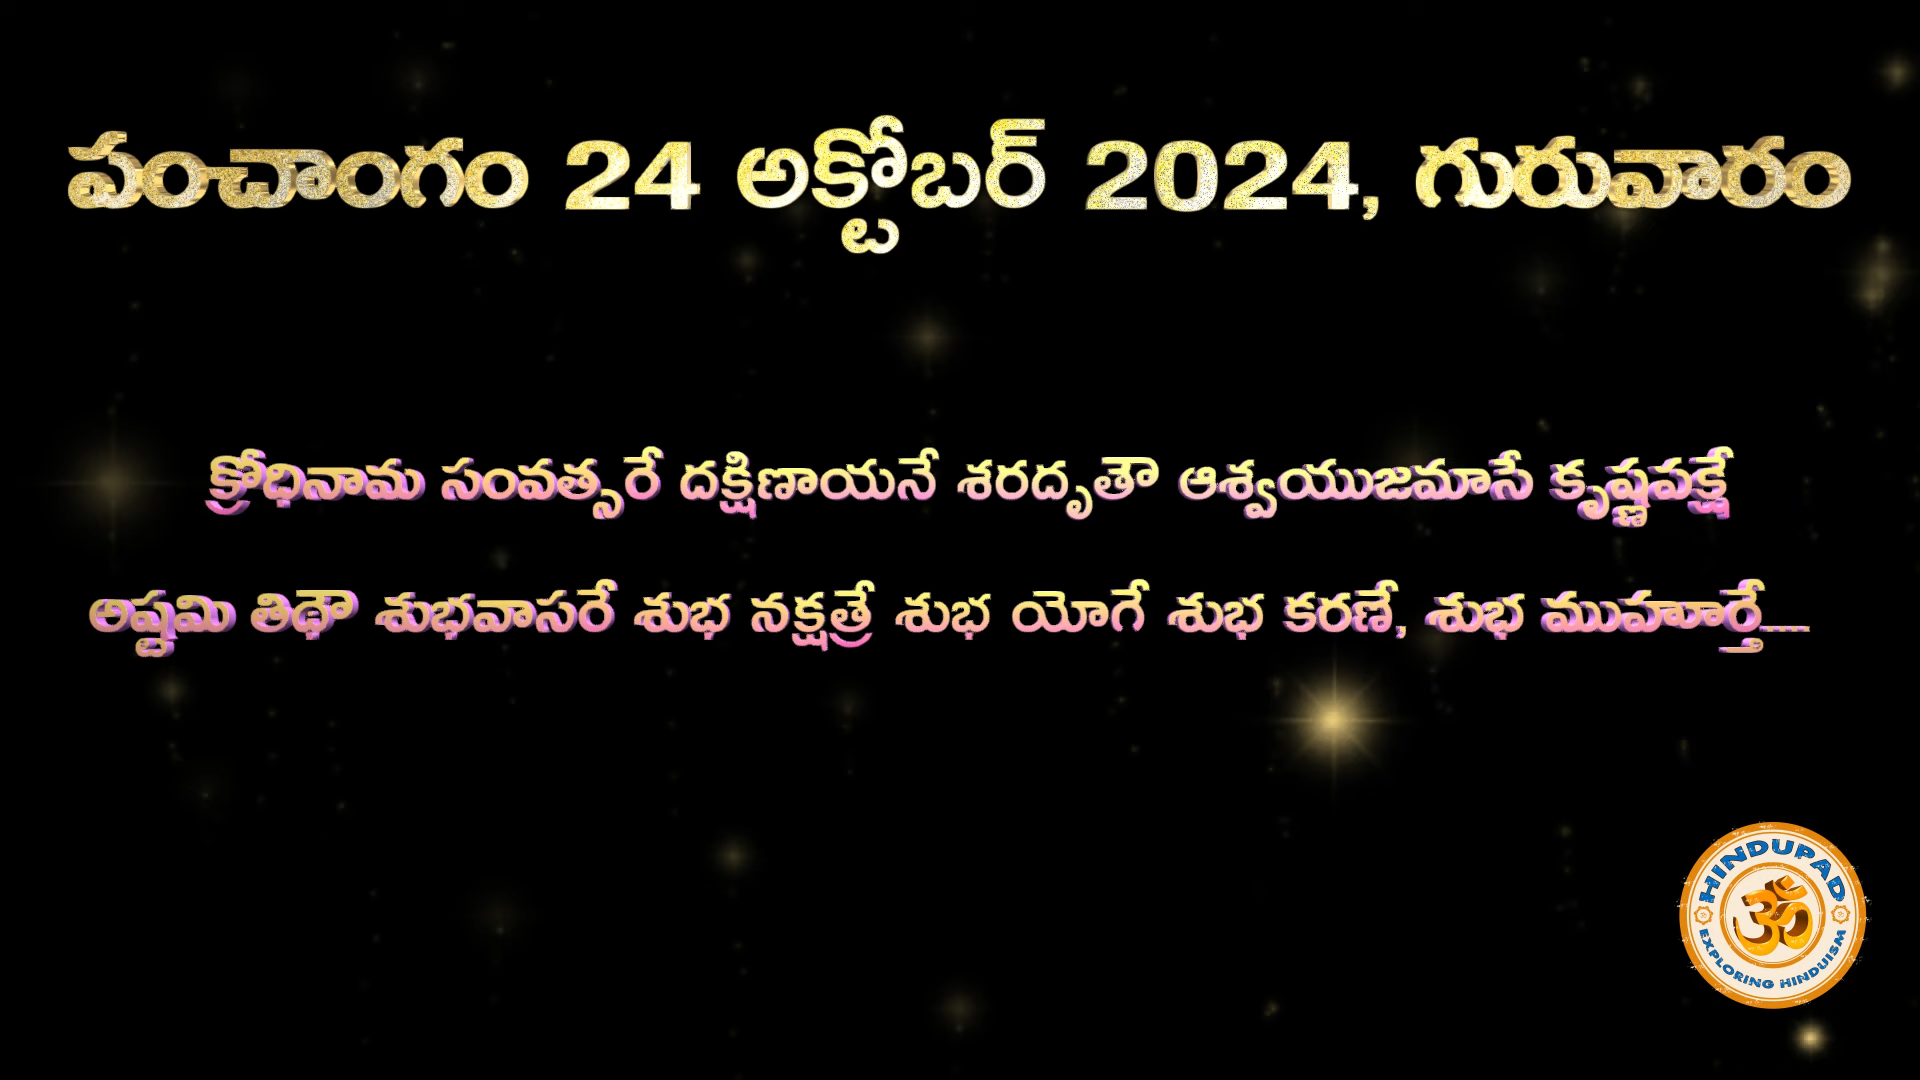 పంచాంగం 24 అక్టోబర్ 2024, గురువారం
క్రోధినామ సంవత్సరే దక్షిణాయనే శరదృతౌ ఆశ్వయుజమాసే కృష్ణపక్షే
అష్టమి తిథౌ శుభవాసరే శుభ నక్షత్రే శుభ యోగే శుభ కరణే, శుభ ముహూర్తే....
HINDUPAD
ॐ
EXPLORING HINDUISM